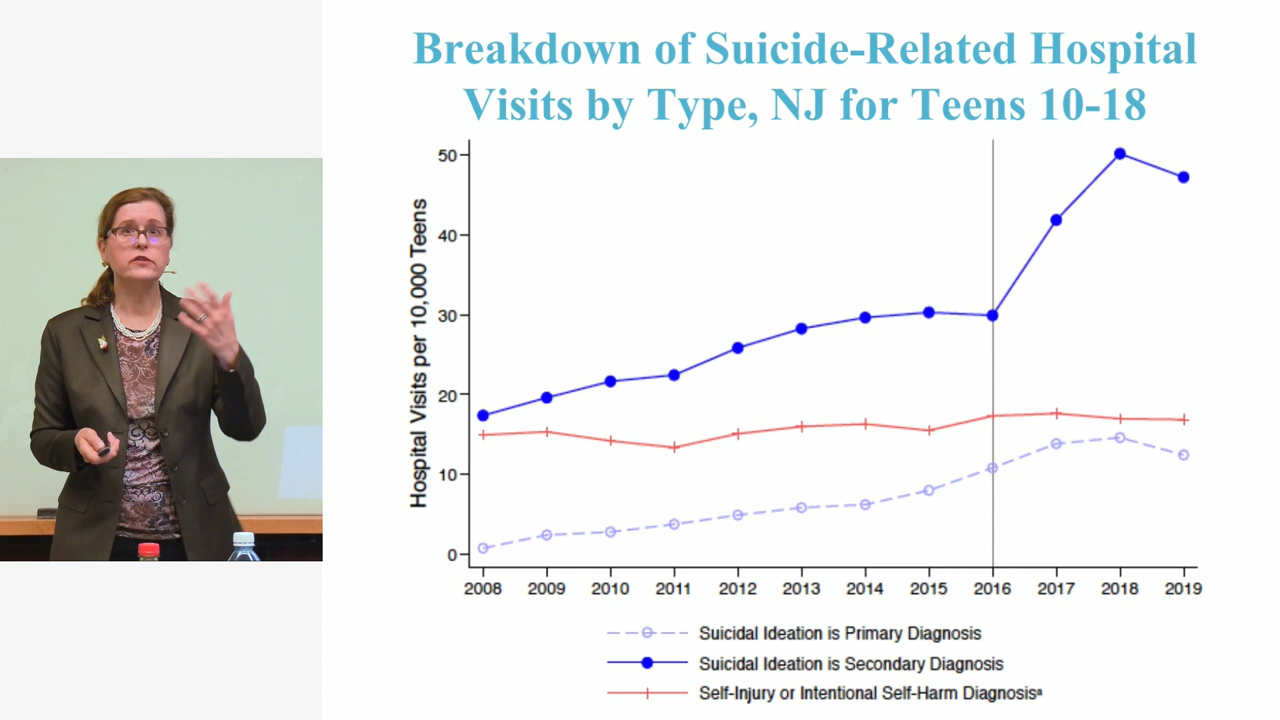 Breakdown of Suicide-Related Hospital
Visits by Type, NJ for Teens 10-18
Hospital Visits per 10,000 Teens
50
40
30
20
10
0
2008 2009 2010 2011 2012 2013 2014 2015 2016 2017 2018 2019
Suicidal Ideation is Primary Diagnosis
Suicidal Ideation is Secondary Diagnosis
Self-Injury or Intentional Self-Harm Diagnosisᵃ